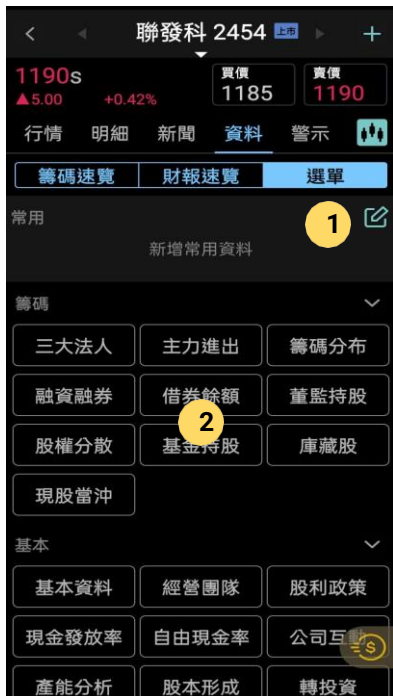 聯發科 2454 上市
1190s
▲5.00 +0.42%
買價 1185
賣價 1190
行情 明細 新聞 資料 警示
籌碼速覽 財報速覽 選單
常用
1
新增常用資料
籌碼
三大法人 主力進出 籌碼分布
融資融券 借券餘額 董監持股
2
股權分散 基金持股 庫藏股
現股當沖
基本
基本資料 經營團隊 股利政策
現金發放率 自由現金率 公司互動
產能分析 股本形成 轉投資